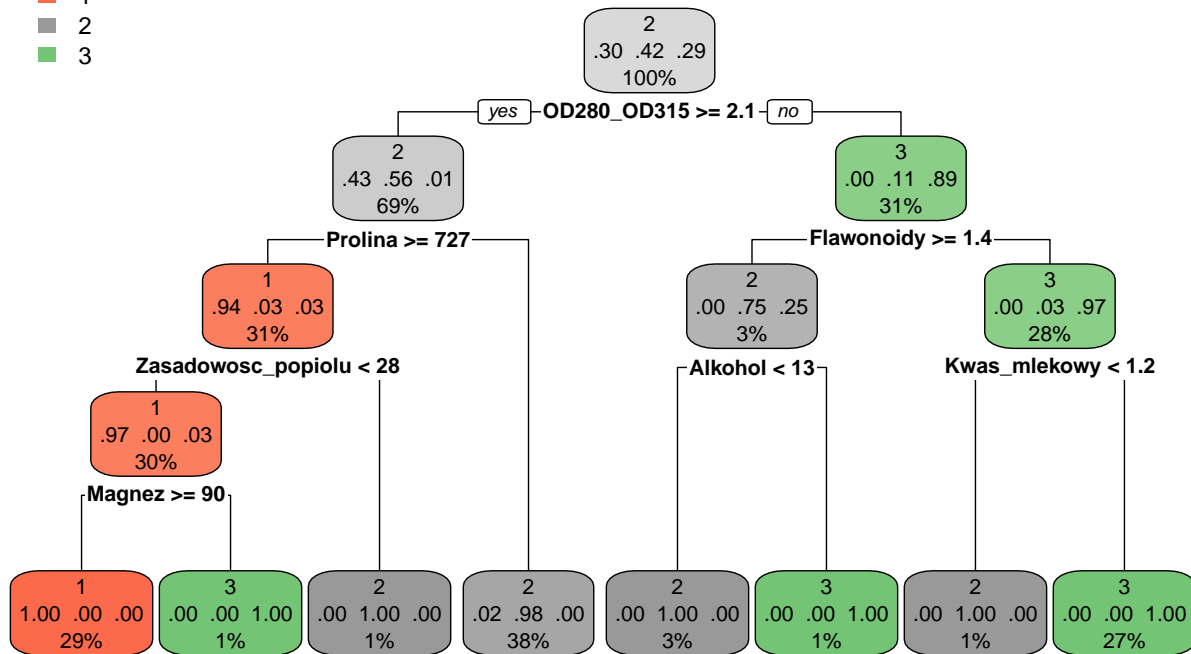 2
3
2
.30 .42 .29
100%
yes OD280_OD315 >= 2.1 no
2
.43 .56 .01
69%
3
.00 .11 .89
31%
Prolina >= 727
Flawonoidy >= 1.4
1
.94 .03 .03
31%
2
.00 .75 .25
3%
3
.00 .03 .97
28%
Zasadowosc_popiolu < 28
Alkohol < 13
Kwas_mlekowy < 1.2
1
.97 .00 .03
30%
Magnez >= 90
1
1.00 .00 .00
29%
3
.00 .00 1.00
1%
2
.00 1.00 .00
1%
2
.02 .98 .00
38%
2
.00 1.00 .00
3%
3
.00 .00 1.00
1%
2
.00 1.00 .00
1%
3
.00 .00 1.00
27%